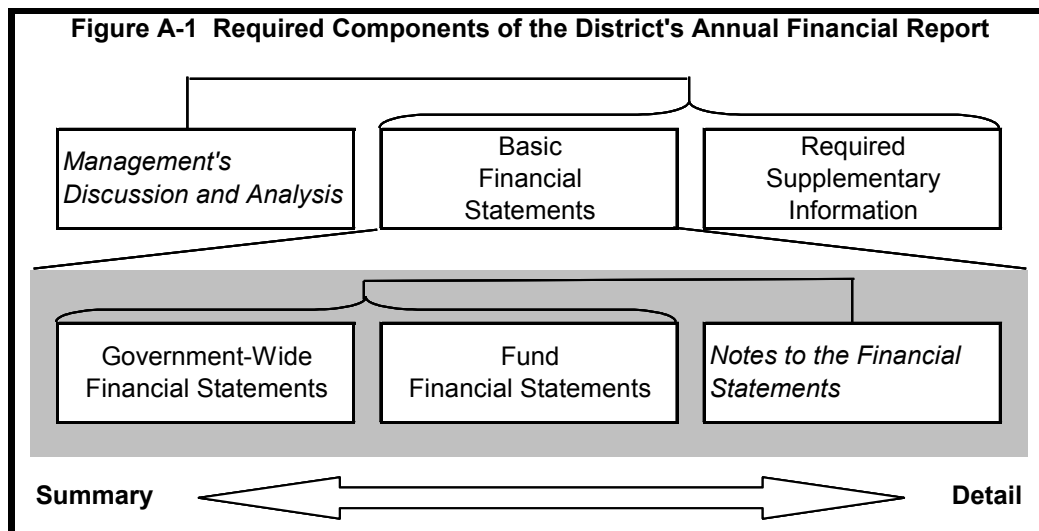 Figure A-1 Required Components of the District's Annual Financial Report
Management's
Discussion and Analysis
Basic
Financial
Statements
Required
Supplementary
Information
Government-Wide
Financial Statements
Fund
Financial Statements
Notes to the Financial
Statements
Summary
Detail